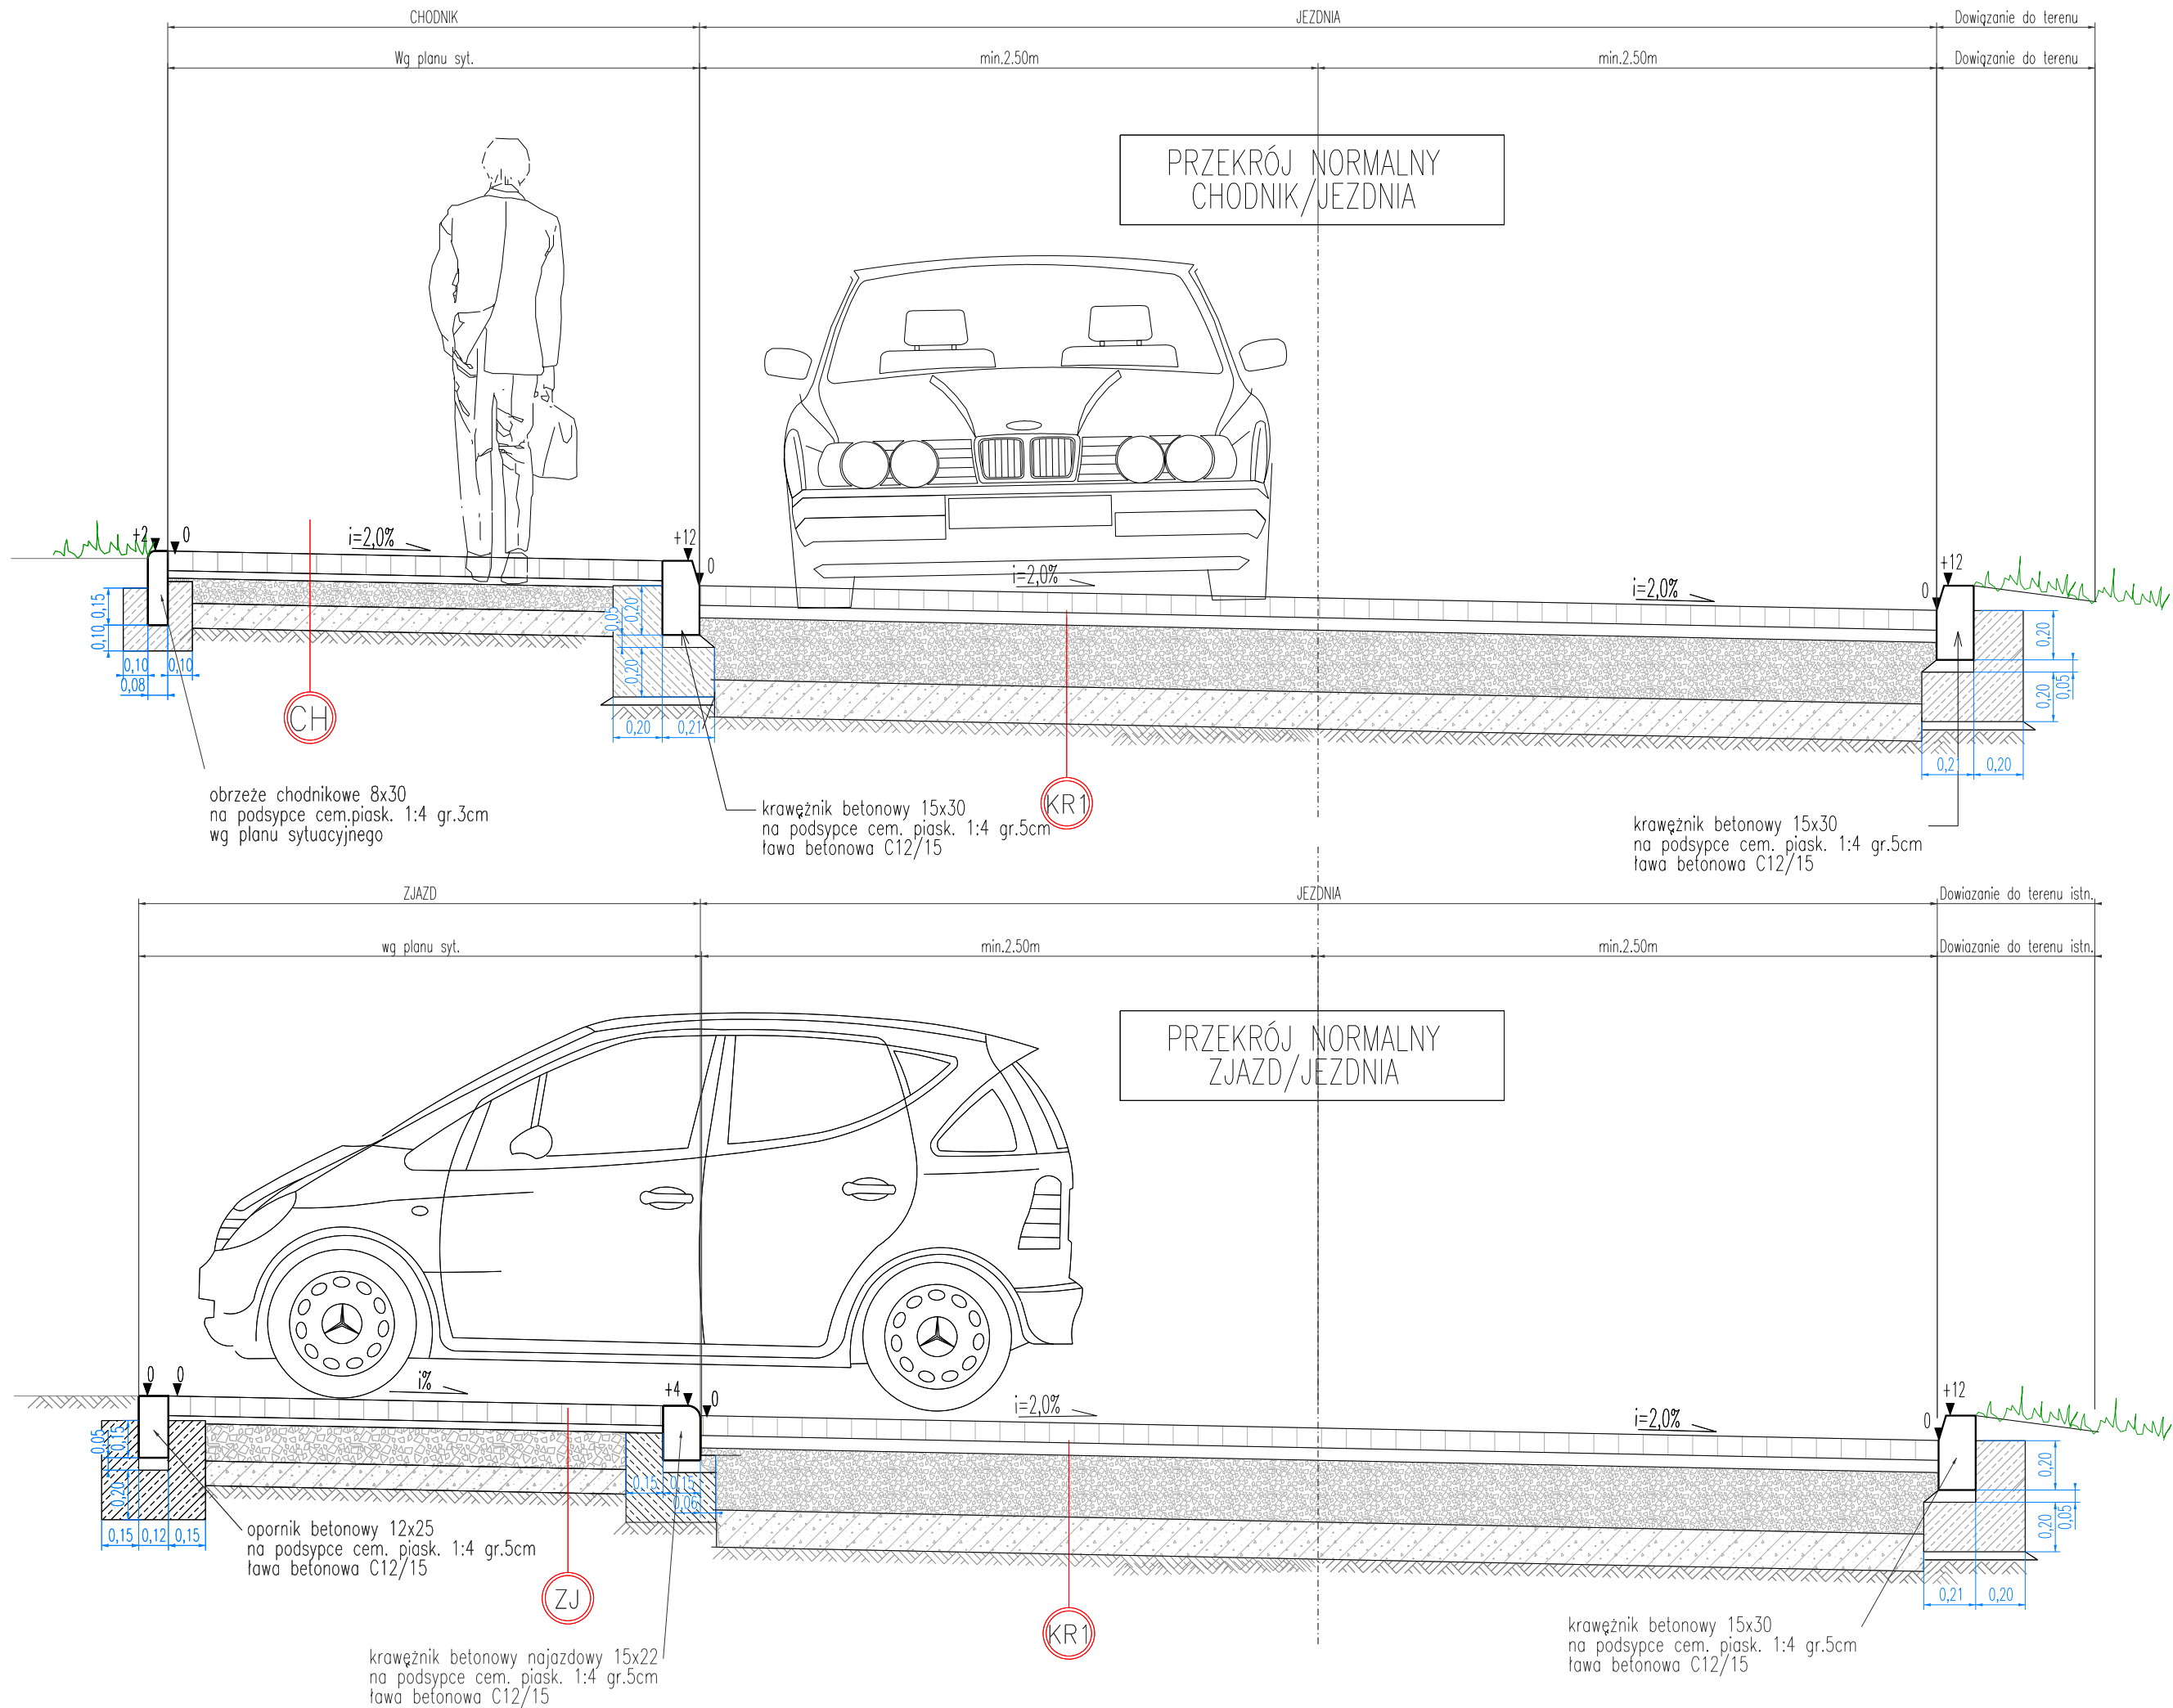 CHODNIK
JEZDNIA
Dowiązanie do terenu
Wg planu syt.
min.2.50m
min.2.50m
Dowiązanie do terenu
PRZEKRÓJ NORMALNY
CHODNIK/JEZDNIA
+2
0
i=2,0%
+12
0
i=2,0%
i=2,0%
0
+12
0,15
0,10
0,10
0,10
0,08
0,05
0,20
0,20
0,20
0,21
0,20
0,20
0,05
0,21
0,20
CH
KR1
obrzeże chodnikowe 8x30
na podsypce cem.piask. 1:4 gr.3cm
wg planu sytuacyjnego
krawężnik betonowy 15x30
na podsypce cem. piask. 1:4 gr.5cm
ława betonowa C12/15
krawężnik betonowy 15x30
na podsypce cem. piask. 1:4 gr.5cm
ława betonowa C12/15
ZJAZD
JEZDNIA
Dowiazanie do terenu istn.
wg planu syt.
min.2.50m
min.2.50m
Dowiazanie do terenu istn.
PRZEKRÓJ NORMALNY
ZJAZD/JEZDNIA
0
0
i%
+4
0
i=2,0%
i=2,0%
0
+12
0,05
0,15
0,20
0,15
0,12
0,15
0,15
0,15
0,06
0,20
0,20
0,05
0,21
0,20
opornik betonowy 12x25
na podsypce cem. piask. 1:4 gr.5cm
ława betonowa C12/15
ZJ
KR1
krawężnik betonowy najazdowy 15x22
na podsypce cem. piask. 1:4 gr.5cm
ława betonowa C12/15
krawężnik betonowy 15x30
na podsypce cem. piask. 1:4 gr.5cm
ława betonowa C12/15